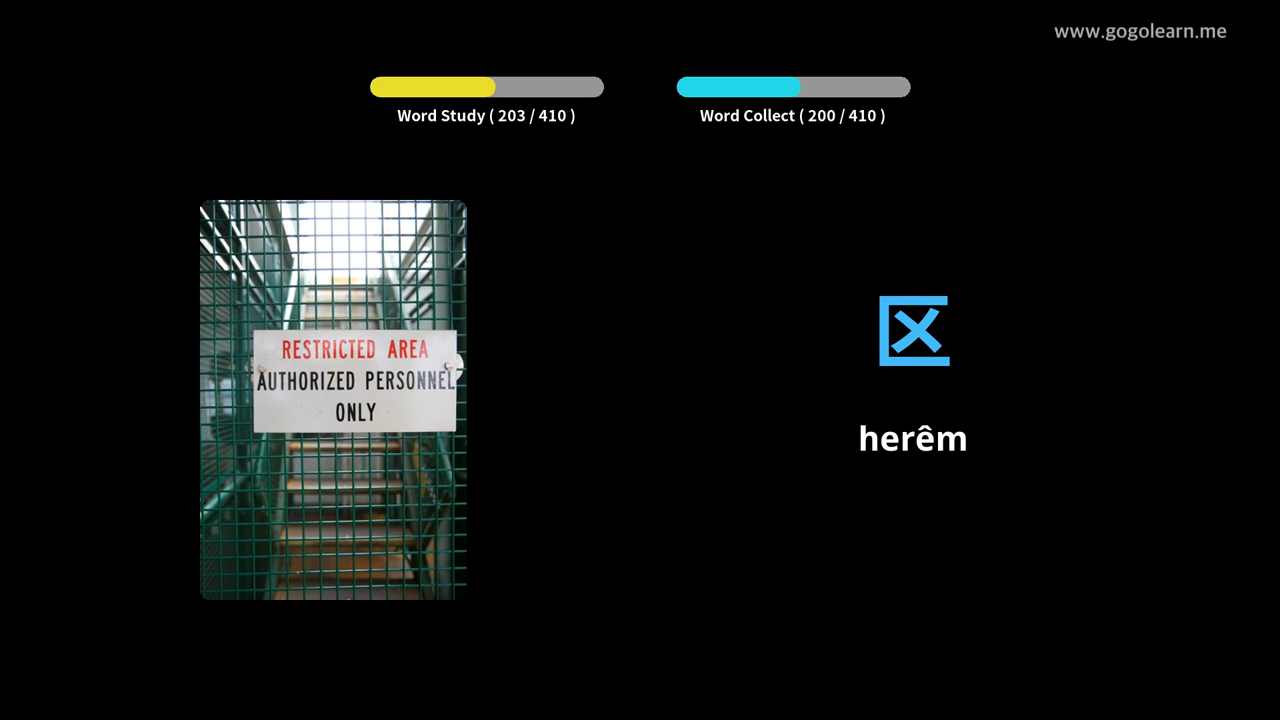 www.gogolearn.me
Word Study ( 203 / 410 )
Word Collect ( 200 / 410 )
RESTRICTED AREA
AUTHORIZED PERSONNEL
ONLY
herêm